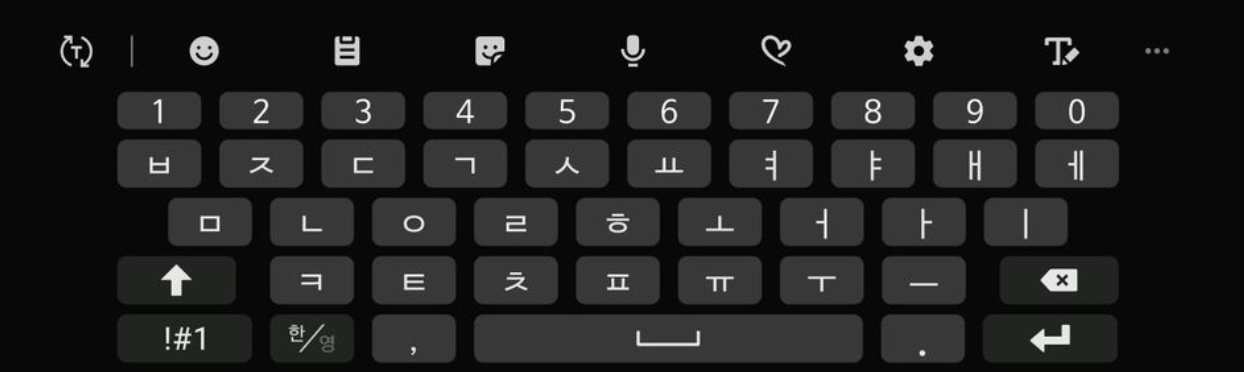 T
1 2 3 4 5 6 7 8 9 0
ㅂ ㅈ ㄷ ㄱ ㅅ ㅛ ㅕ ㅑ ㅐ ㅔ
ㅁ ㄴ ㅇ ㄹ ㅎ ㅗ ㅓ ㅏ ㅣ
ㅋ ㅌ ㅊ ㅍ ㅠ ㅜ ㅡ
!#1 한/영 , .